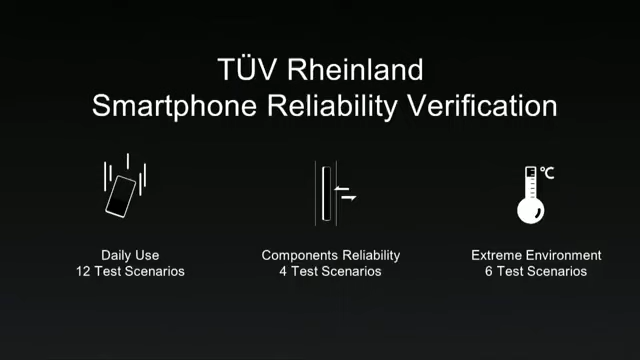 TÜV Rheinland
Smartphone Reliability Verification
°C
Daily Use
12 Test Scenarios
Components Reliability
4 Test Scenarios
Extreme Environment
6 Test Scenarios